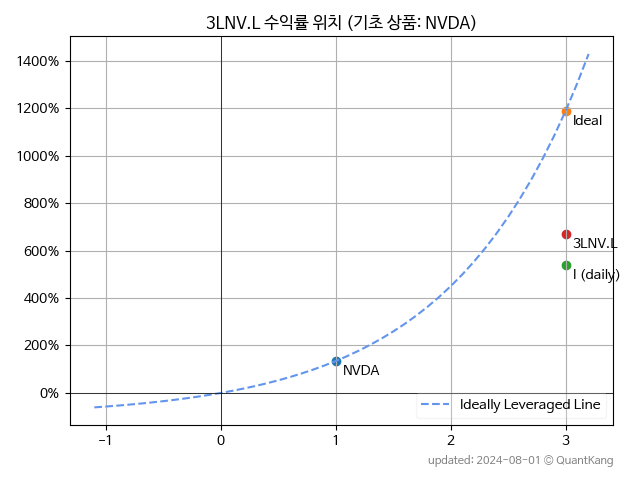 3LNV.L 수익률 위치 (기초 상품: NVDA)
1400%
1200%
1000%
800%
600%
400%
200%
0%
Ideal
3LNV.L
I (daily)
NVDA
Ideally Leveraged Line
−1
0
1
2
3
updated: 2024-08-01 © QuantKang